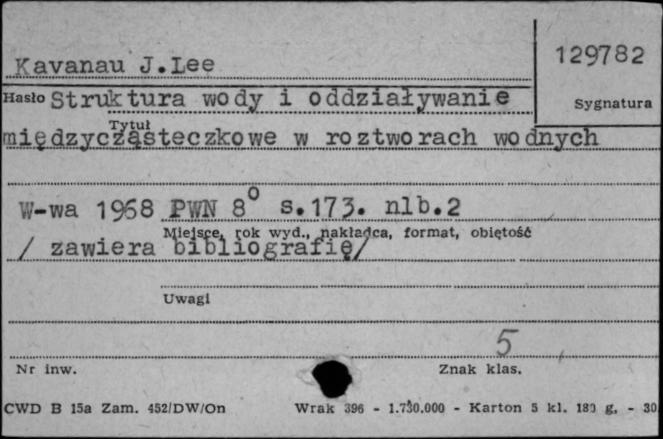 Kavanau J.Lee
129782
Hasło Struktura wody i oddziaływanie
Sygnatura
Tytuł
międzycząsteczkowe w roztworach wodnych
W-wa 1968 PWN 8° s.173. nlb.2
Miejsce, rok wyd., nakładca, format, objętość
/ zawiera bibliografię/
Uwagi
5
Nr inw.
Znak klas.
CWD B 15a Zam. 452/DW/On Wrak 396 - 1.730.000 - Karton 5 kl. 180 g. - 30